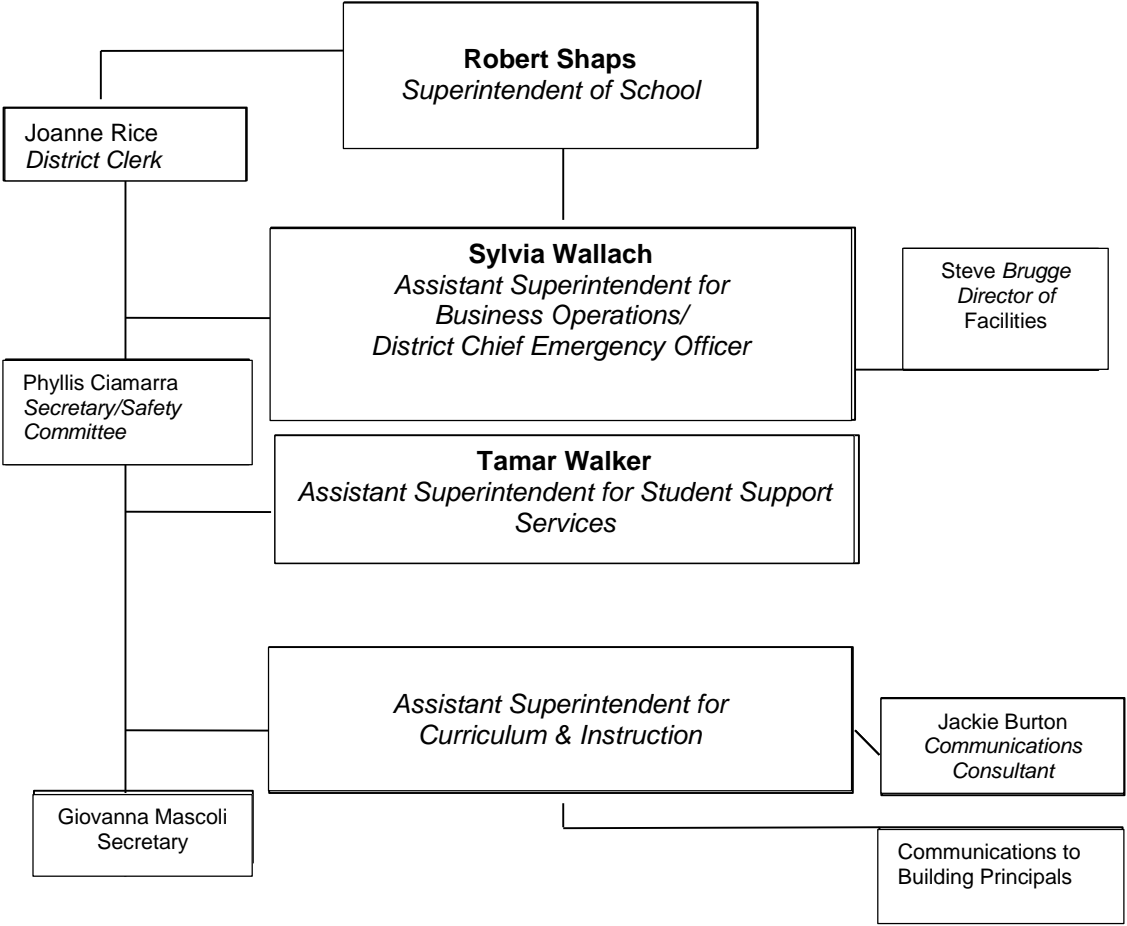 Robert Shaps
Superintendent of School
Joanne Rice
District Clerk
Sylvia Wallach
Assistant Superintendent for
Business Operations/
District Chief Emergency Officer
Steve Brugge
Director of
Facilities
Phyllis Ciamarra
Secretary/Safety
Committee
Tamar Walker
Assistant Superintendent for Student Support
Services
Assistant Superintendent for
Curriculum & Instruction
Jackie Burton
Communications
Consultant
Giovanna Mascoli
Secretary
Communications to
Building Principals